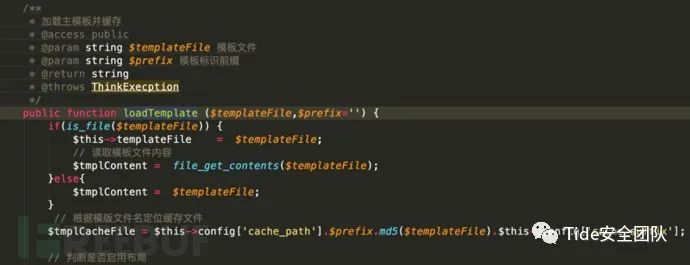 /**
* 加载主模板并缓存
* @access public
* @param string $templateFile 模板文件
* @param string $prefix 模板标识前缀
* @return string
* @throws ThinkExecption
*/
public function loadTemplate ($templateFile,$prefix='') {
if(is_file($templateFile)) {
$this->templateFile = $templateFile;
// 读取模板文件内容
$tmplContent = file_get_contents($templateFile);
}else{
$tmplContent = $templateFile;
}
// 根据模版文件名定位缓存文件
$tmplCacheFile = $this->config['cache_path'].$prefix.md5($templateFile).$this
// 判断是否启用布局
REEBUF
Tide安全团队